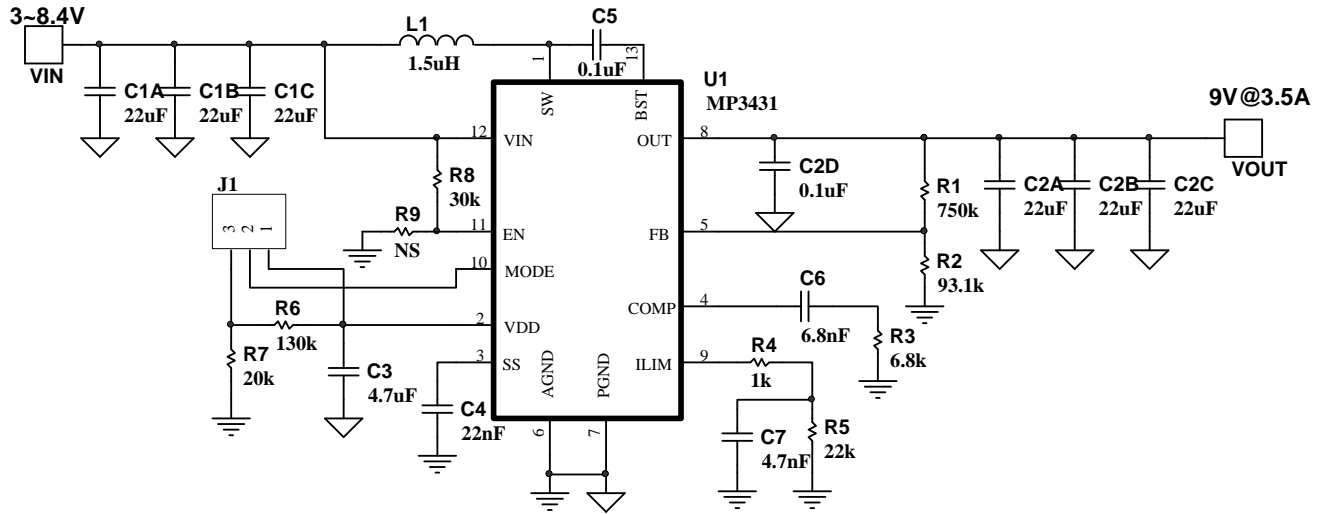 3~8.4V
VIN
C1A
22uF
C1B
22uF
C1C
22uF
L1
1.5uH
C5
0.1uF
1
13
U1
MP3431
SW
BST
12
VIN
OUT
8
R8
30k
R9
NS
11
EN
FB
5
10
MODE
J1
3
2
1
R6
130k
R7
20k
2
VDD
COMP
4
C3
4.7uF
3
SS
ILIM
9
C4
22nF
AGND
PGND
6
7
C2D
0.1uF
R1
750k
R2
93.1k
C2A
22uF
C2B
22uF
C2C
22uF
9V@3.5A
VOUT
C6
6.8nF
R3
6.8k
R4
1k
C7
4.7nF
R5
22k